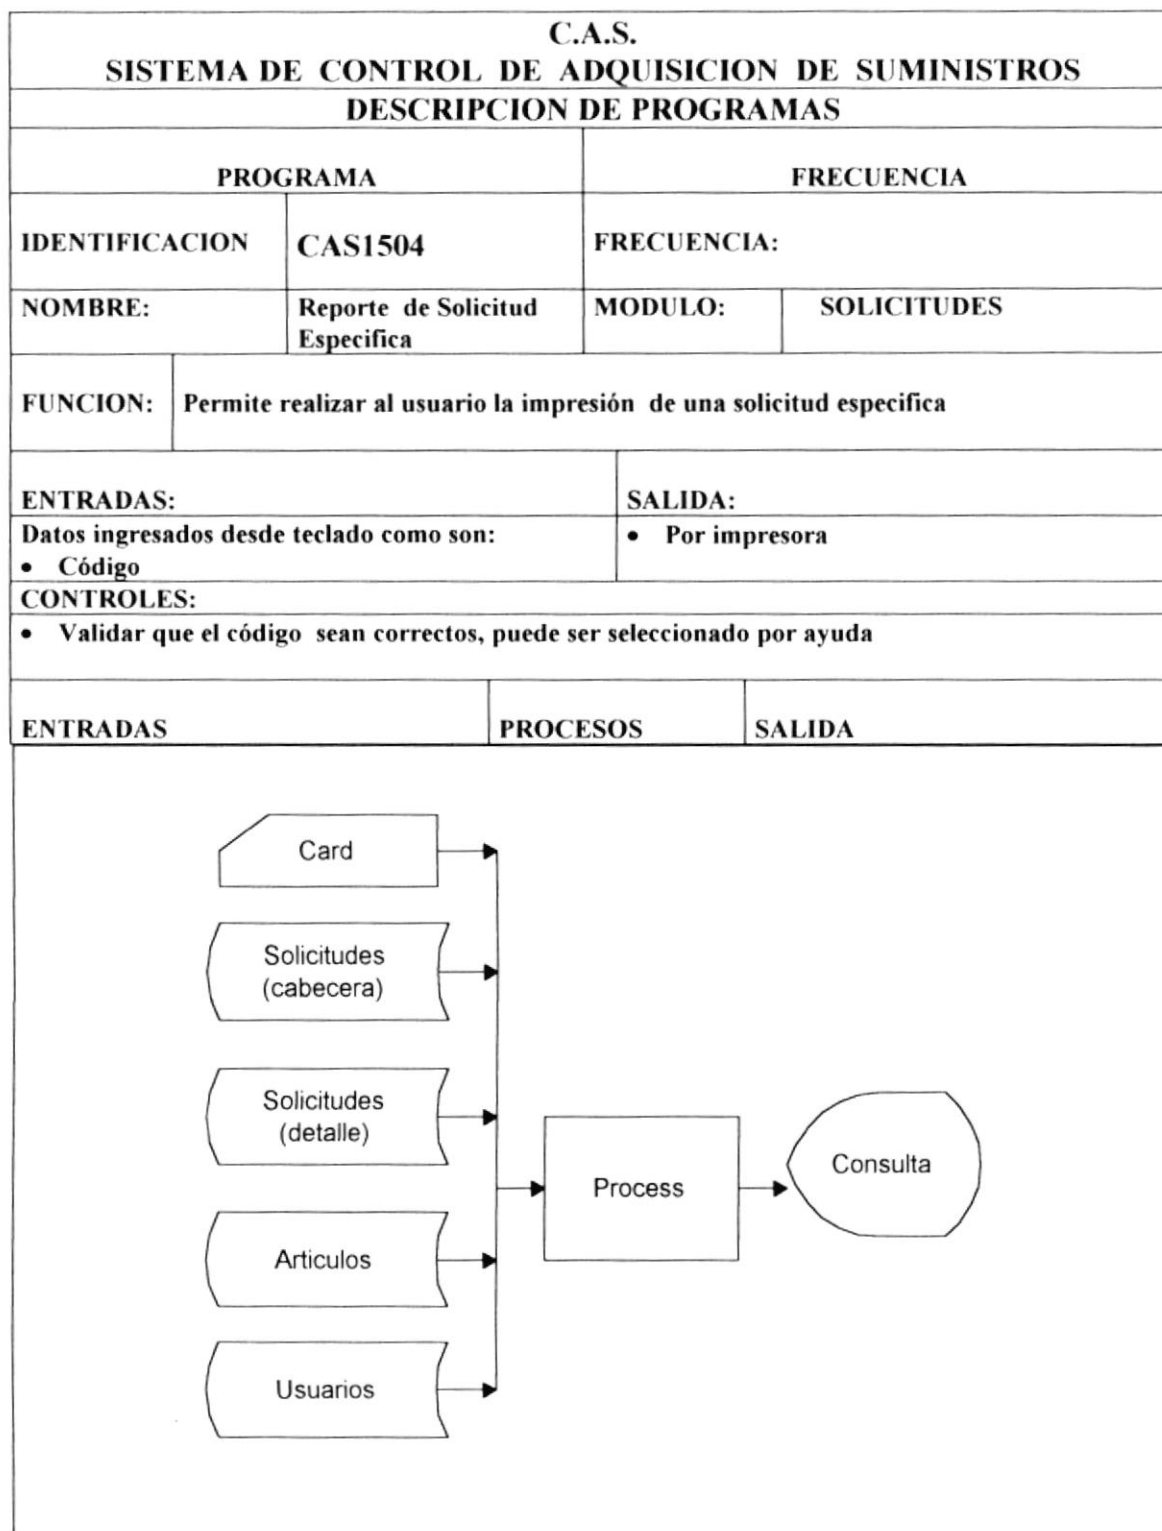 C.A.S.
SISTEMA DE CONTROL DE ADQUISICION DE SUMINISTROS
DESCRIPCION DE PROGRAMAS
PROGRAMA
FRECUENCIA
IDENTIFICACION
CAS1504
FRECUENCIA:
NOMBRE:
Reporte de Solicitud
Especifica
MODULO:
SOLICITUDES
FUNCION:
Permite realizar al usuario la impresión de una solicitud especifica
ENTRADAS:
SALIDA:
Datos ingresados desde teclado como son:
• Código
• Por impresora
CONTROLES:
• Validar que el código sean correctos, puede ser seleccionado por ayuda
ENTRADAS
PROCESOS
SALIDA
Card
Solicitudes
(cabecera)
Solicitudes
(detalle)
Articulos
Usuarios
Process
Consulta